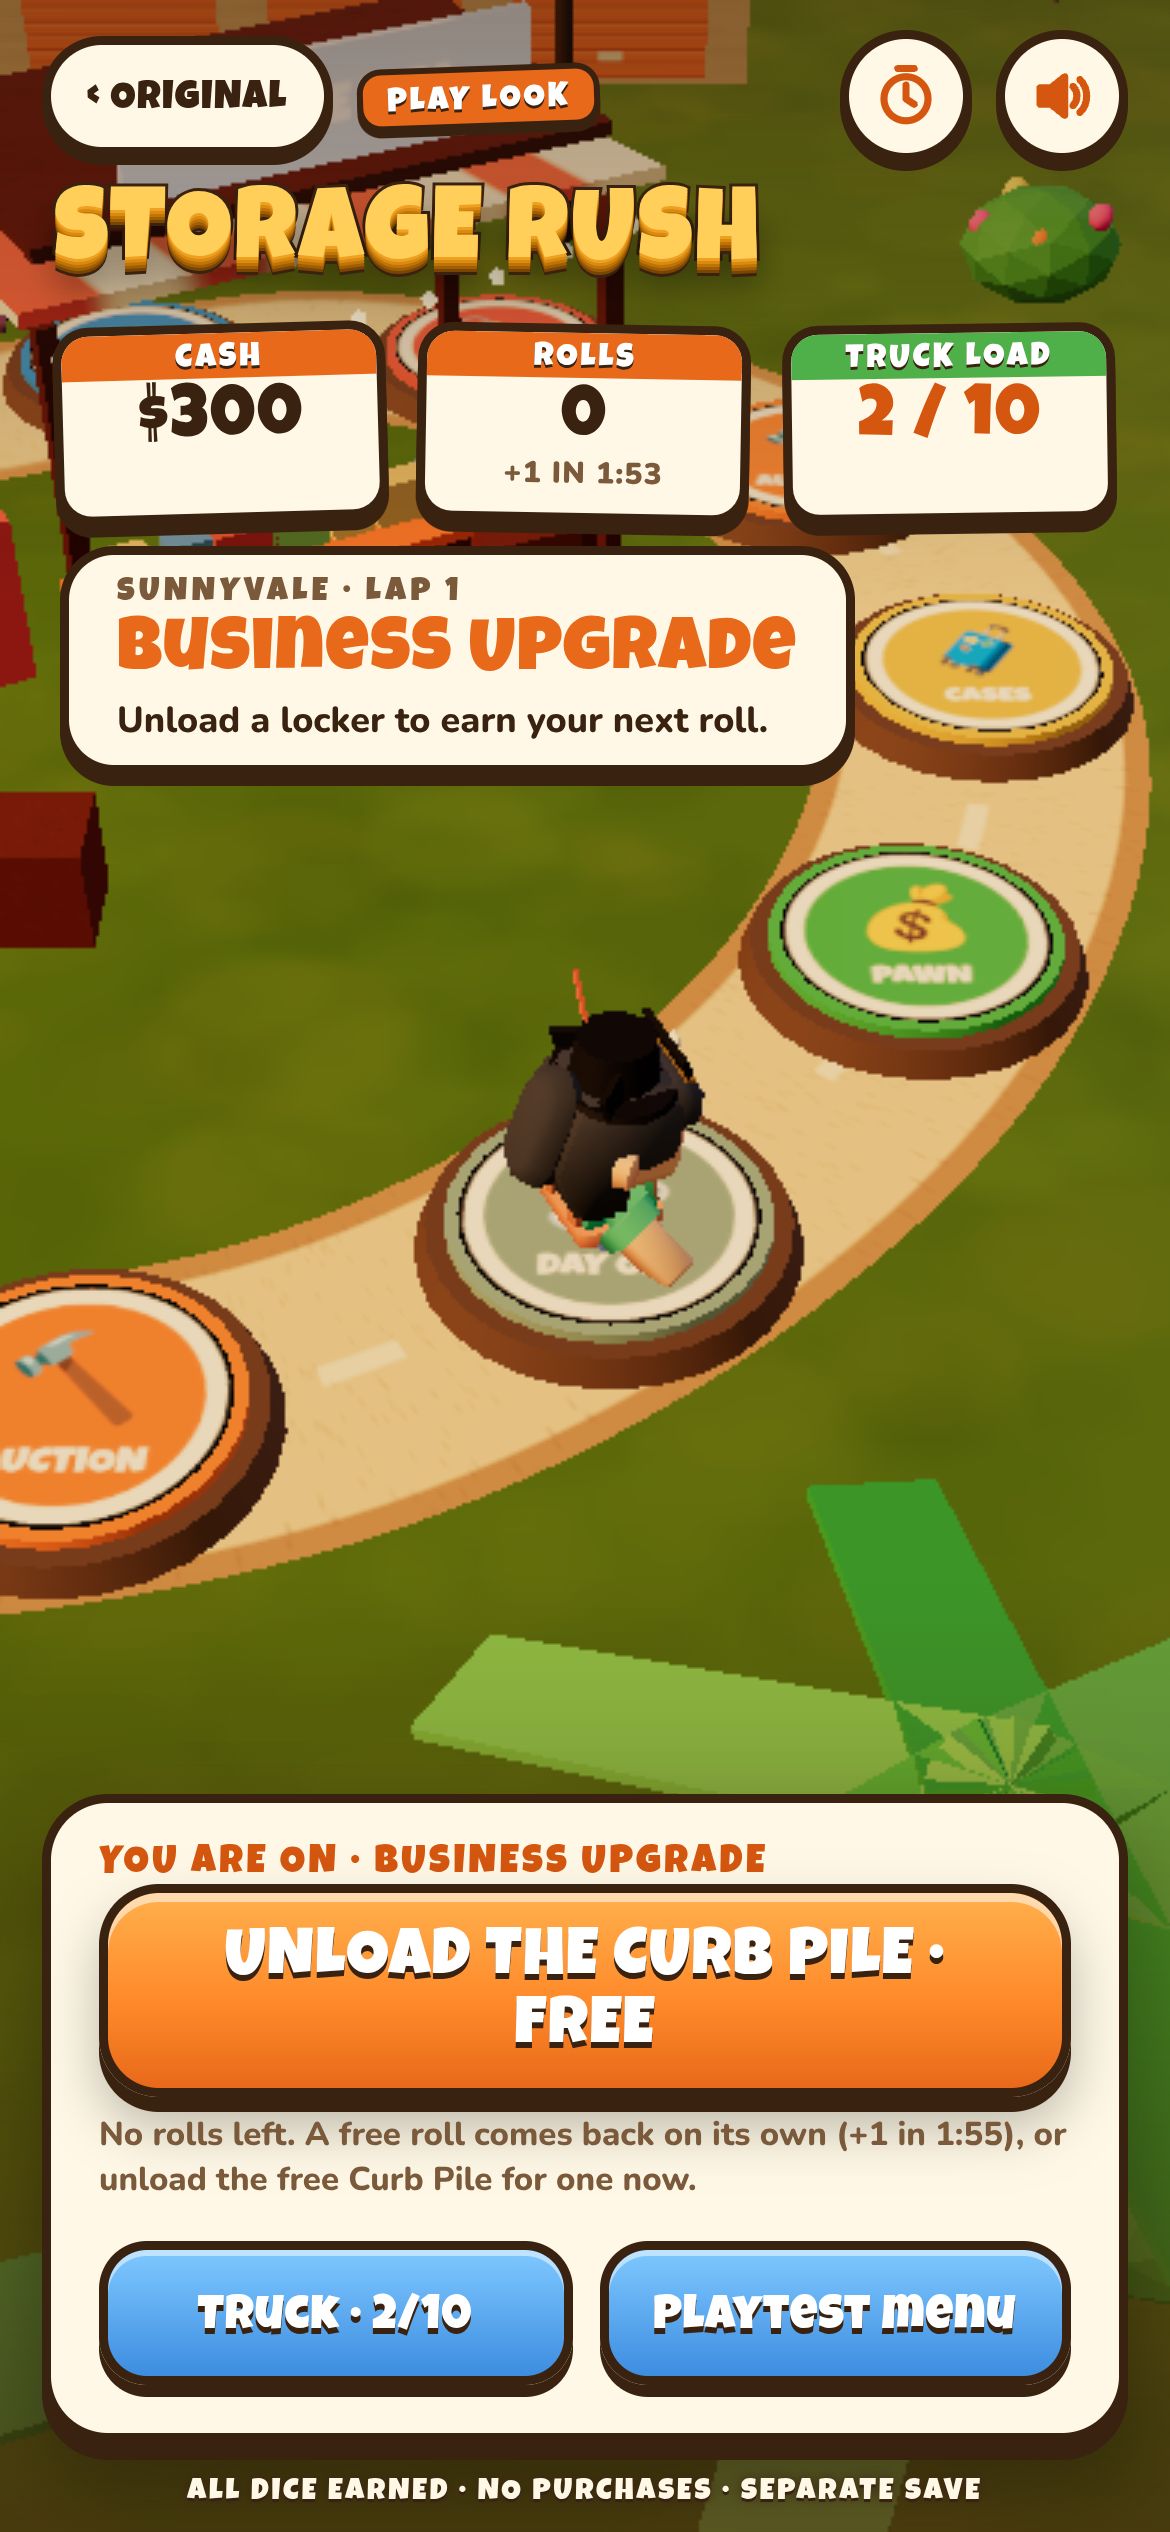 ‹ ORIGINAL
PLAY LOOK
STORAGE RUSH
CASH
$300
ROLLS
0
+1 IN 1:53
TRUCK LOAD
2 / 10
SUNNYVALE · LAP 1
BUSINESS UPGRADE
Unload a locker to earn your next roll.
CASES
PAWN
DAY
UCTION
YOU ARE ON · BUSINESS UPGRADE
UNLOAD THE CURB PILE ·
FREE
No rolls left. A free roll comes back on its own (+1 in 1:55), or
unload the free Curb Pile for one now.
TRUCK · 2/10
PLAYTEST MENU
ALL DICE EARNED · NO PURCHASES · SEPARATE SAVE